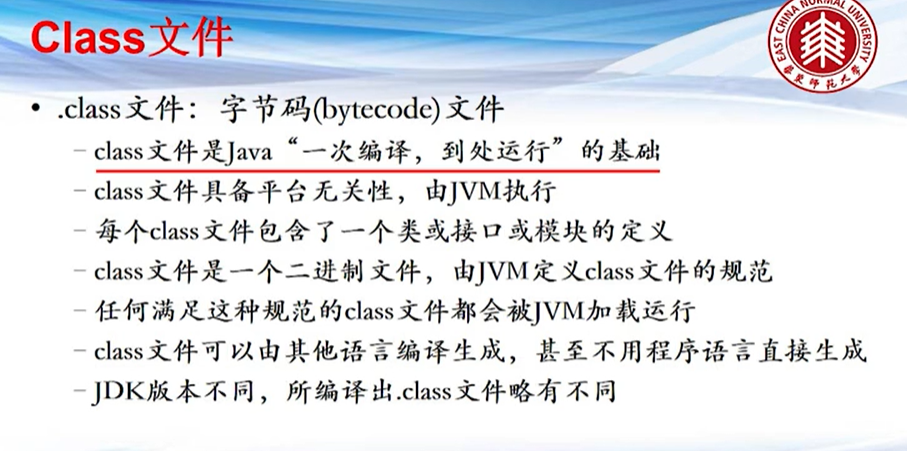 Class文件
EAST CHINA NORMAL UNIVERSITY
华东师范大学
• .class文件：字节码(bytecode)文件
– class文件是Java“一次编译，到处运行”的基础
– class文件具备平台无关性，由JVM执行
– 每个class文件包含了一个类或接口或模块的定义
– class文件是一个二进制文件，由JVM定义class文件的规范
– 任何满足这种规范的class文件都会被JVM加载运行
– class文件可以由其他语言编译生成，甚至不用程序语言直接生成
– JDK版本不同，所编译出.class文件略有不同